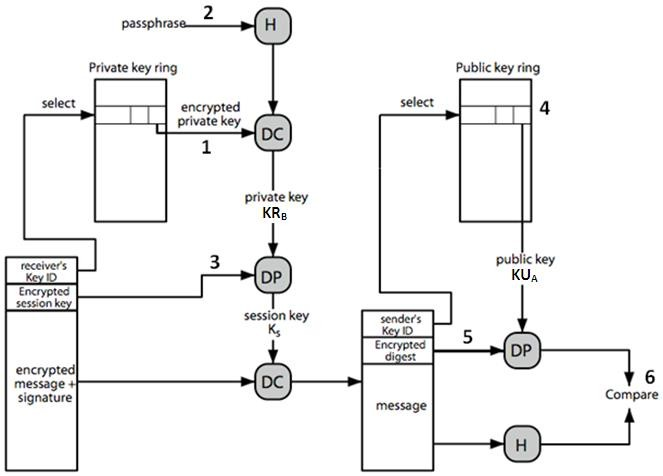 passphrase
2
H
Private key ring
Public key ring
select
encrypted
private key
1
DC
select
4
private key
KRB
public key
KUA
receiver's
Key ID
Encrypted
session key
3
DP
session key
KS
sender's
Key ID
Encrypted
digest
5
DP
6
Compare
encrypted
message +
signature
DC
message
H